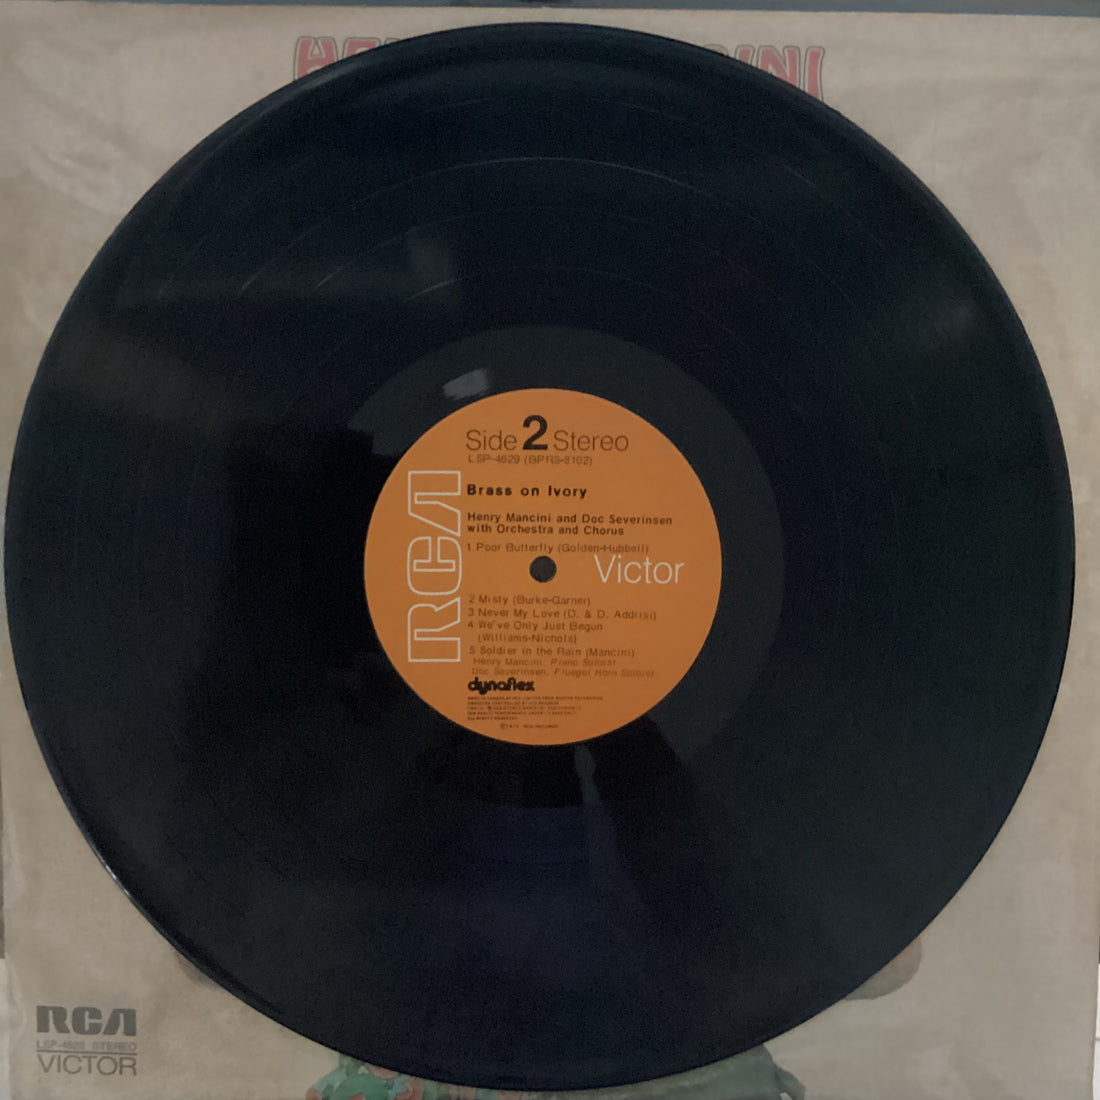 Side 2 Stereo
LSP-4629 (BPRS-8102)
Brass on Ivory
Henry Mancini and Doc Severinsen
with Orchestra and Chorus
1 Poor Butterfly (Golden-Hubbell)
RCA Victor
2 Misty (Burke-Garner)
3 Never My Love (D. & D. Addrisi)
4 We've Only Just Begun
(Williams-Nichols)
5 Soldier in the Rain (Mancini)
Henry Mancini, Piano Soloist
Doc Severinsen, Fluegel Horn Soloist
dynaflex
RCA
LSP-4629 STEREO
VICTOR